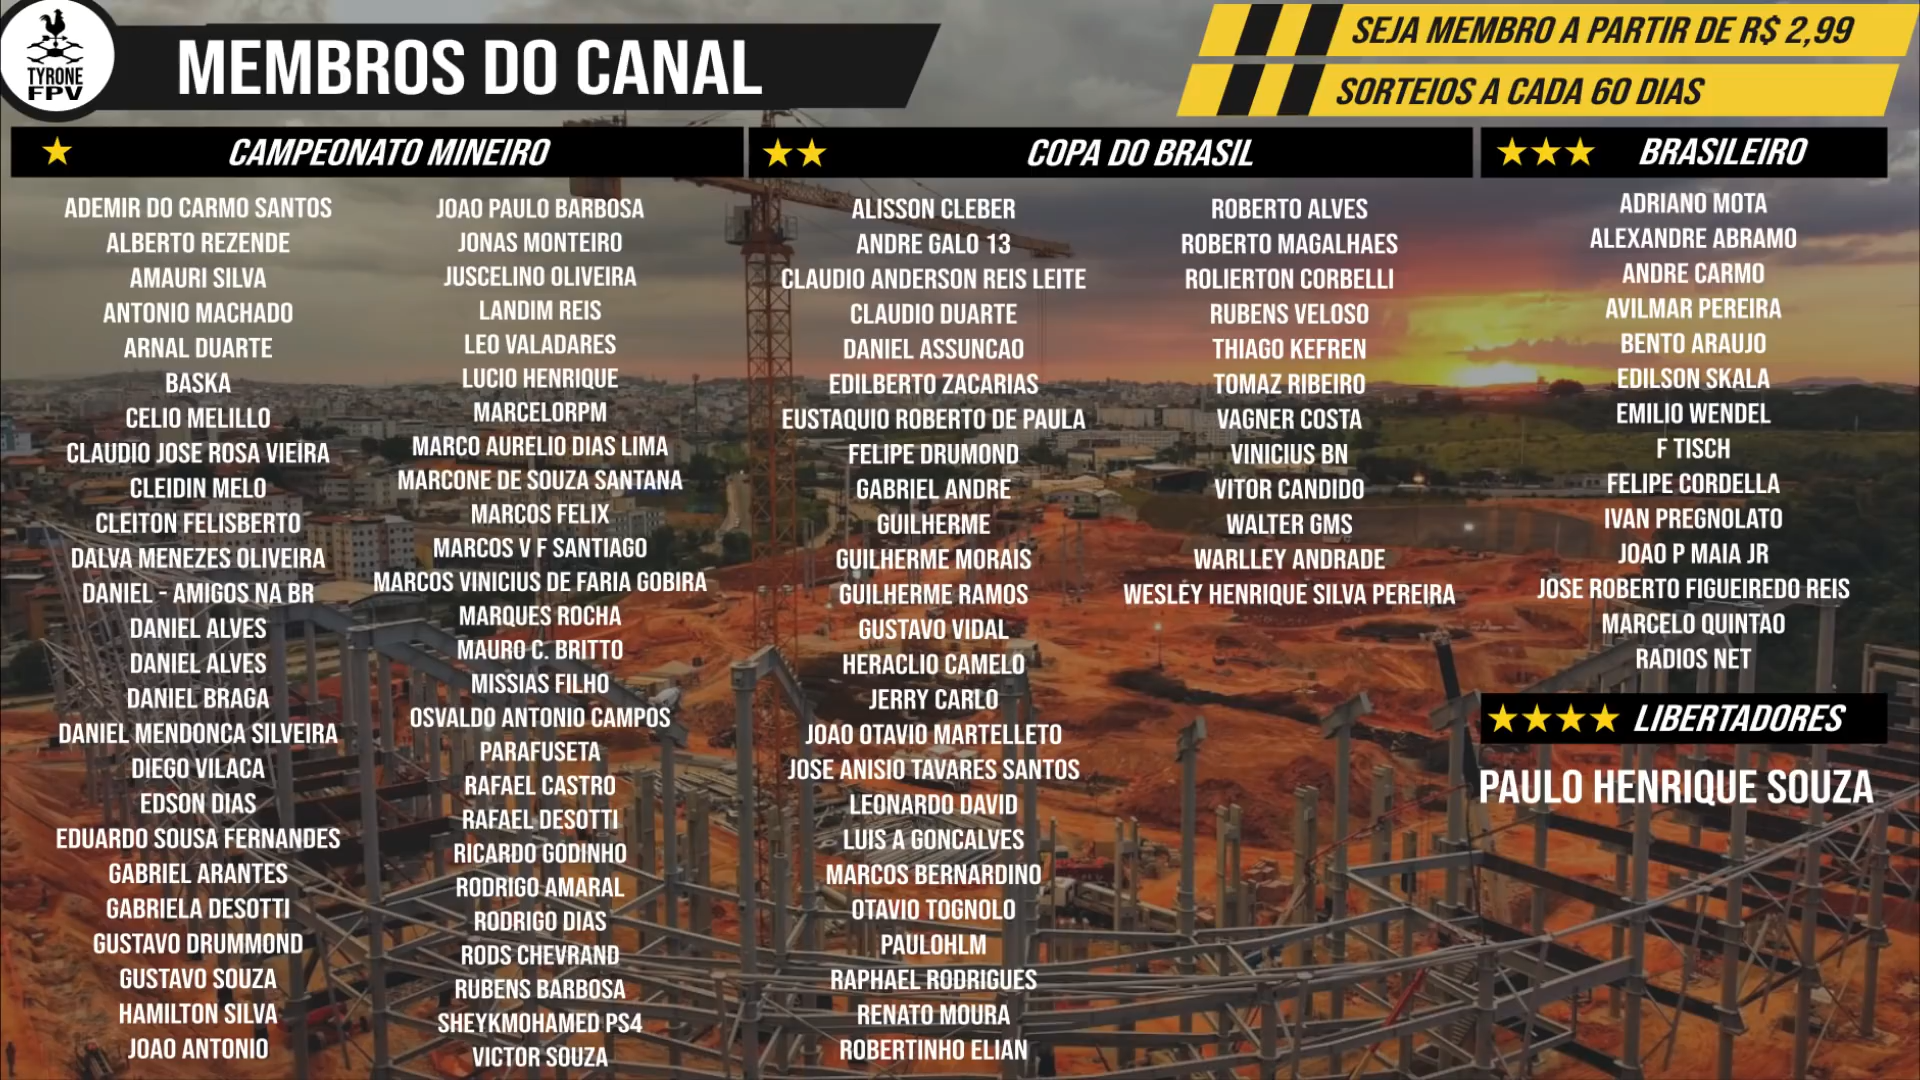 TYRONE
FPV
MEMBROS DO CANAL
SEJA MEMBRO A PARTIR DE R$ 2,99
SORTEIOS A CADA 60 DIAS
CAMPEONATO MINEIRO
ADEMIR DO CARMO SANTOS
ALBERTO REZENDE
AMAURI SILVA
ANTONIO MACHADO
ARNAL DUARTE
BASKA
CELIO MELILLO
CLAUDIO JOSE ROSA VIEIRA
CLEIDIN MELO
CLEITON FELISBERTO
DALVA MENEZES OLIVEIRA
DANIEL - AMIGOS NA BR
DANIEL ALVES
DANIEL ALVES
DANIEL BRAGA
DANIEL MENDONCA SILVEIRA
DIEGO VILACA
EDSON DIAS
EDUARDO SOUSA FERNANDES
GABRIEL ARANTES
GABRIELA DESOTTI
GUSTAVO DRUMMOND
GUSTAVO SOUZA
HAMILTON SILVA
JOAO ANTONIO
JOAO PAULO BARBOSA
JONAS MONTEIRO
JUSCELINO OLIVEIRA
LANDIM REIS
LEO VALADARES
LUCIO HENRIQUE
MARCELORPM
MARCO AURELIO DIAS LIMA
MARCONE DE SOUZA SANTANA
MARCOS FELIX
MARCOS V F SANTIAGO
MARCOS VINICIUS DE FARIA GOBIRA
MARQUES ROCHA
MAURO C. BRITTO
MISSIAS FILHO
OSVALDO ANTONIO CAMPOS
PARAFUSETA
RAFAEL CASTRO
RAFAEL DESOTTI
RICARDO GODINHO
RODRIGO AMARAL
RODRIGO DIAS
RODS CHEVRAND
RUBENS BARBOSA
SHEYKMOHAMED PS4
VICTOR SOUZA
COPA DO BRASIL
ALISSON CLEBER
ANDRE GALO 13
CLAUDIO ANDERSON REIS LEITE
CLAUDIO DUARTE
DANIEL ASSUNCAO
EDILBERTO ZACARIAS
EUSTAQUIO ROBERTO DE PAULA
FELIPE DRUMOND
GABRIEL ANDRE
GUILHERME
GUILHERME MORAIS
GUILHERME RAMOS
GUSTAVO VIDAL
HERACLIO CAMELO
JERRY CARLO
JOAO OTAVIO MARTELLETO
JOSE ANISIO TAVARES SANTOS
LEONARDO DAVID
LUIS A GONCALVES
MARCOS BERNARDINO
OTAVIO TOGNOLO
PAULOHLM
RAPHAEL RODRIGUES
RENATO MOURA
ROBERTINHO ELIAN
ROBERTO ALVES
ROBERTO MAGALHAES
ROLIERTON CORBELLI
RUBENS VELOSO
THIAGO KEFREN
TOMAZ RIBEIRO
VAGNER COSTA
VINICIUS BN
VITOR CANDIDO
WALTER GMS
WARLLEY ANDRADE
WESLEY HENRIQUE SILVA PEREIRA
BRASILEIRO
ADRIANO MOTA
ALEXANDRE ABRAMO
ANDRE CARMO
AVILMAR PEREIRA
BENTO ARAUJO
EDILSON SKALA
EMILIO WENDEL
F TISCH
FELIPE CORDELLA
IVAN PREGNOLATO
JOAO P MAIA JR
JOSE ROBERTO FIGUEIREDO REIS
MARCELO QUINTAO
RADIOS NET
LIBERTADORES
PAULO HENRIQUE SOUZA